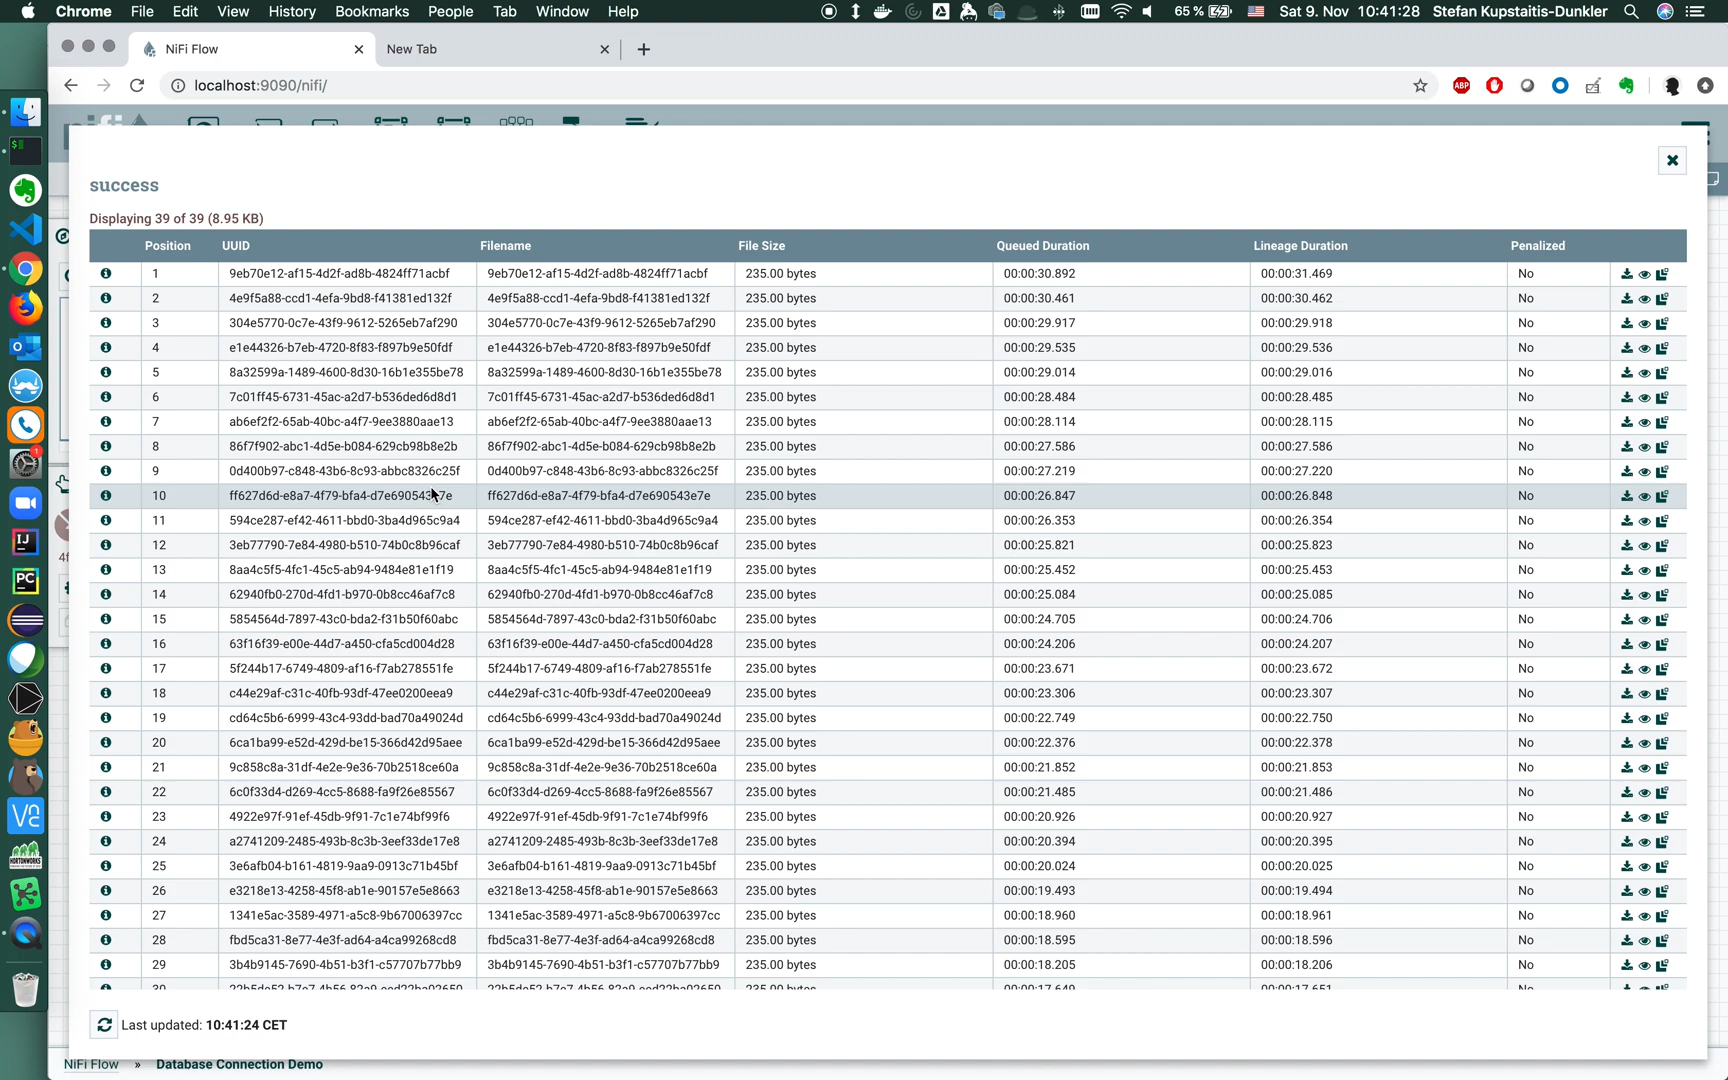 Chrome File Edit View History Bookmarks People Tab Window Help 65 % Sat 9. Nov 10:41:28 Stefan Kupstaitis-Dunkler
NiFi Flow New Tab
localhost:9090/nifi/ ABP
success
Displaying 39 of 39 (8.95 KB)
Position UUID Filename File Size Queued Duration Lineage Duration Penalized
1 9eb70e12-af15-4d2f-ad8b-4824ff71acbf 9eb70e12-af15-4d2f-ad8b-4824ff71acbf 235.00 bytes 00:00:30.892 00:00:31.469 No
2 4e9f5a88-ccd1-4efa-9bd8-f41381ed132f 4e9f5a88-ccd1-4efa-9bd8-f41381ed132f 235.00 bytes 00:00:30.461 00:00:30.462 No
3 304e5770-0c7e-43f9-9612-5265eb7af290 304e5770-0c7e-43f9-9612-5265eb7af290 235.00 bytes 00:00:29.917 00:00:29.918 No
4 e1e44326-b7eb-4720-8f83-f897b9e50fdf e1e44326-b7eb-4720-8f83-f897b9e50fdf 235.00 bytes 00:00:29.535 00:00:29.536 No
5 8a32599a-1489-4600-8d30-16b1e355be78 8a32599a-1489-4600-8d30-16b1e355be78 235.00 bytes 00:00:29.014 00:00:29.016 No
6 7c01ff45-6731-45ac-a2d7-b536ded6d8d1 7c01ff45-6731-45ac-a2d7-b536ded6d8d1 235.00 bytes 00:00:28.484 00:00:28.485 No
7 ab6ef2f2-65ab-40bc-a4f7-9ee3880aae13 ab6ef2f2-65ab-40bc-a4f7-9ee3880aae13 235.00 bytes 00:00:28.114 00:00:28.115 No
8 86f7f902-abc1-4d5e-b084-629cb98b8e2b 86f7f902-abc1-4d5e-b084-629cb98b8e2b 235.00 bytes 00:00:27.586 00:00:27.586 No
9 0d400b97-c848-43b6-8c93-abbc8326c25f 0d400b97-c848-43b6-8c93-abbc8326c25f 235.00 bytes 00:00:27.219 00:00:27.220 No
10 ff627d6d-e8a7-4f79-bfa4-d7e690543e7e ff627d6d-e8a7-4f79-bfa4-d7e690543e7e 235.00 bytes 00:00:26.847 00:00:26.848 No
11 594ce287-ef42-4611-bbd0-3ba4d965c9a4 594ce287-ef42-4611-bbd0-3ba4d965c9a4 235.00 bytes 00:00:26.353 00:00:26.354 No
12 3eb77790-7e84-4980-b510-74b0c8b96caf 3eb77790-7e84-4980-b510-74b0c8b96caf 235.00 bytes 00:00:25.821 00:00:25.823 No
13 8aa4c5f5-4fc1-45c5-ab94-9484e81e1f19 8aa4c5f5-4fc1-45c5-ab94-9484e81e1f19 235.00 bytes 00:00:25.452 00:00:25.453 No
14 62940fb0-270d-4fd1-b970-0b8cc46af7c8 62940fb0-270d-4fd1-b970-0b8cc46af7c8 235.00 bytes 00:00:25.084 00:00:25.085 No
15 5854564d-7897-43c0-bda2-f31b50f60abc 5854564d-7897-43c0-bda2-f31b50f60abc 235.00 bytes 00:00:24.705 00:00:24.706 No
16 63f16f39-e00e-44d7-a450-cfa5cd004d28 63f16f39-e00e-44d7-a450-cfa5cd004d28 235.00 bytes 00:00:24.206 00:00:24.207 No
17 5f244b17-6749-4809-af16-f7ab278551fe 5f244b17-6749-4809-af16-f7ab278551fe 235.00 bytes 00:00:23.671 00:00:23.672 No
18 c44e29af-c31c-40fb-93df-47ee0200eea9 c44e29af-c31c-40fb-93df-47ee0200eea9 235.00 bytes 00:00:23.306 00:00:23.307 No
19 cd64c5b6-6999-43c4-93dd-bad70a49024d cd64c5b6-6999-43c4-93dd-bad70a49024d 235.00 bytes 00:00:22.749 00:00:22.750 No
20 6ca1ba99-e52d-429d-be15-366d42d95aee 6ca1ba99-e52d-429d-be15-366d42d95aee 235.00 bytes 00:00:22.376 00:00:22.378 No
21 9c858c8a-31df-4e2e-9e36-70b2518ce60a 9c858c8a-31df-4e2e-9e36-70b2518ce60a 235.00 bytes 00:00:21.852 00:00:21.853 No
22 6c0f33d4-d269-4cc5-8688-fa9f26e85567 6c0f33d4-d269-4cc5-8688-fa9f26e85567 235.00 bytes 00:00:21.485 00:00:21.486 No
23 4922e97f-91ef-45db-9f91-7c1e74bf99f6 4922e97f-91ef-45db-9f91-7c1e74bf99f6 235.00 bytes 00:00:20.926 00:00:20.927 No
24 a2741209-2485-493b-8c3b-3eef33de17e8 a2741209-2485-493b-8c3b-3eef33de17e8 235.00 bytes 00:00:20.394 00:00:20.395 No
25 3e6afb04-b161-4819-9aa9-0913c71b45bf 3e6afb04-b161-4819-9aa9-0913c71b45bf 235.00 bytes 00:00:20.024 00:00:20.025 No
26 e3218e13-4258-45f8-ab1e-90157e5e8663 e3218e13-4258-45f8-ab1e-90157e5e8663 235.00 bytes 00:00:19.493 00:00:19.494 No
27 1341e5ac-3589-4971-a5c8-9b67006397cc 1341e5ac-3589-4971-a5c8-9b67006397cc 235.00 bytes 00:00:18.960 00:00:18.961 No
28 fbd5ca31-8e77-4e3f-ad64-a4ca99268cd8 fbd5ca31-8e77-4e3f-ad64-a4ca99268cd8 235.00 bytes 00:00:18.595 00:00:18.596 No
29 3b4b9145-7690-4b51-b3f1-c57707b77bb9 3b4b9145-7690-4b51-b3f1-c57707b77bb9 235.00 bytes 00:00:18.205 00:00:18.206 No
30 235.00 bytes No
Last updated: 10:41:24 CET
NiFi Flow » Database Connection Demo